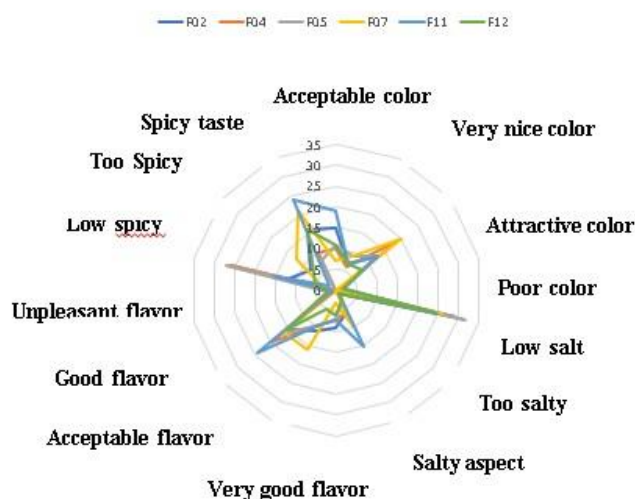 F02 F04 F05 F07 F11 F12
Acceptable color
Spicy taste
Very nice color
Too Spicy
35
30
25
20
15
10
5
0
Low spicy
Attractive color
Poor color
Unpleasant flavor
Low salt
Good flavor
Too salty
Acceptable flavor
Salty aspect
Very good flavor